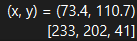 (x, y) = (73.4, 110.7)
[233, 202, 41]